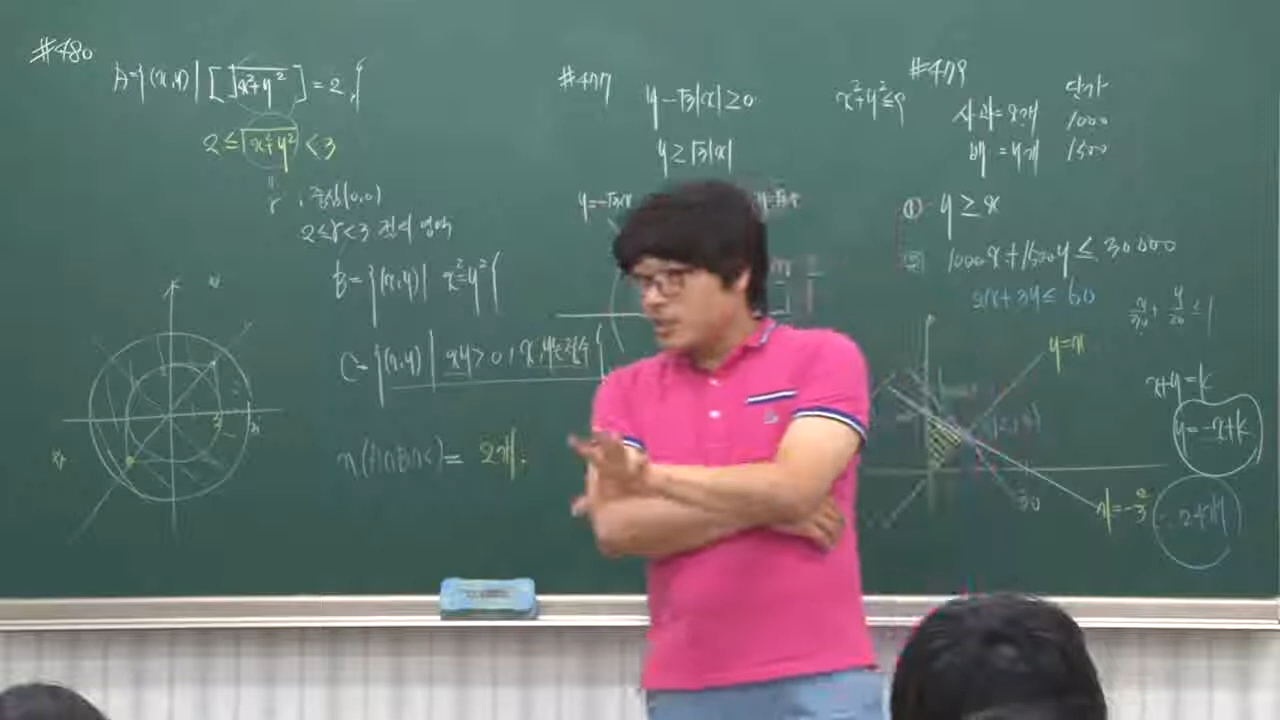 #480
A={(x,y)| [√x²+y²]=2,}
2≤√x²+y²<3
r, 중심(0,0)
2≤r<3 전의 영역
B={(x,y)| x²=y²}
C={(x,y)| xy>0, x,y는정수}
n(A∩B∩C)= 2개.
#477
y-√3|x|≥0
y≥√3|x|
y=-√3x
x²+y²≤9
#479
단가
사과=x개 1000
배=y개 1500
① y≥x
② 1000x+1500y≤30000
2x+3y≤60
x/30+y/20≤1
y=x
x+y=k
y=-x+k
30
24개